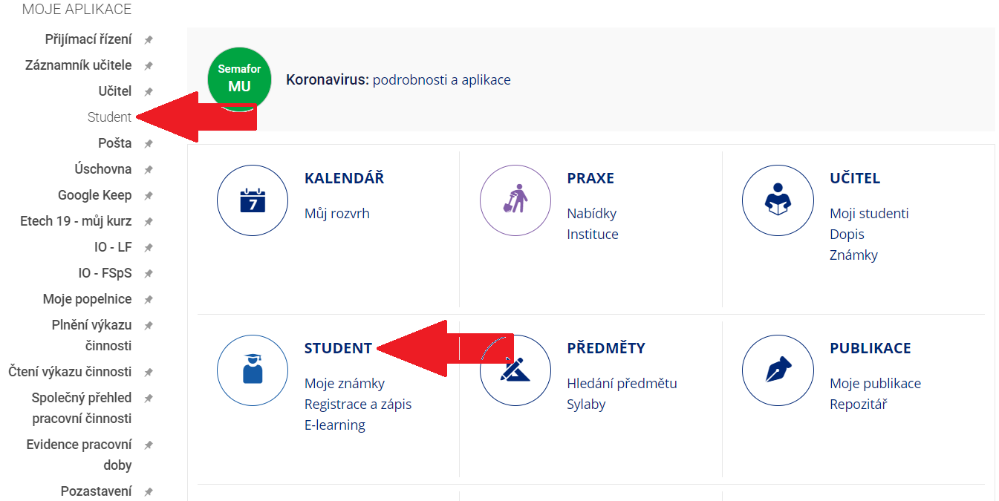 MOJE APLIKACE
Přijímací řízení
Záznamník učitele
Učitel
Student
Pošta
Úschovna
Google Keep
Etech 19 - můj kurz
IO - LF
IO - FSpS
Moje popelnice
Plnění výkazu
činnosti
Čtení výkazu činnosti
Společný přehled
pracovní činnosti
Evidence pracovní
doby
Pozastavení
Semafor
MU
Koronavirus: podrobnosti a aplikace
7
KALENDÁŘ
Můj rozvrh
PRAXE
Nabídky
Instituce
UČITEL
Moji studenti
Dopis
Známky
STUDENT
Moje známky
Registrace a zápis
E-learning
PŘEDMĚTY
Hledání předmětu
Sylaby
PUBLIKACE
Moje publikace
Repozitář